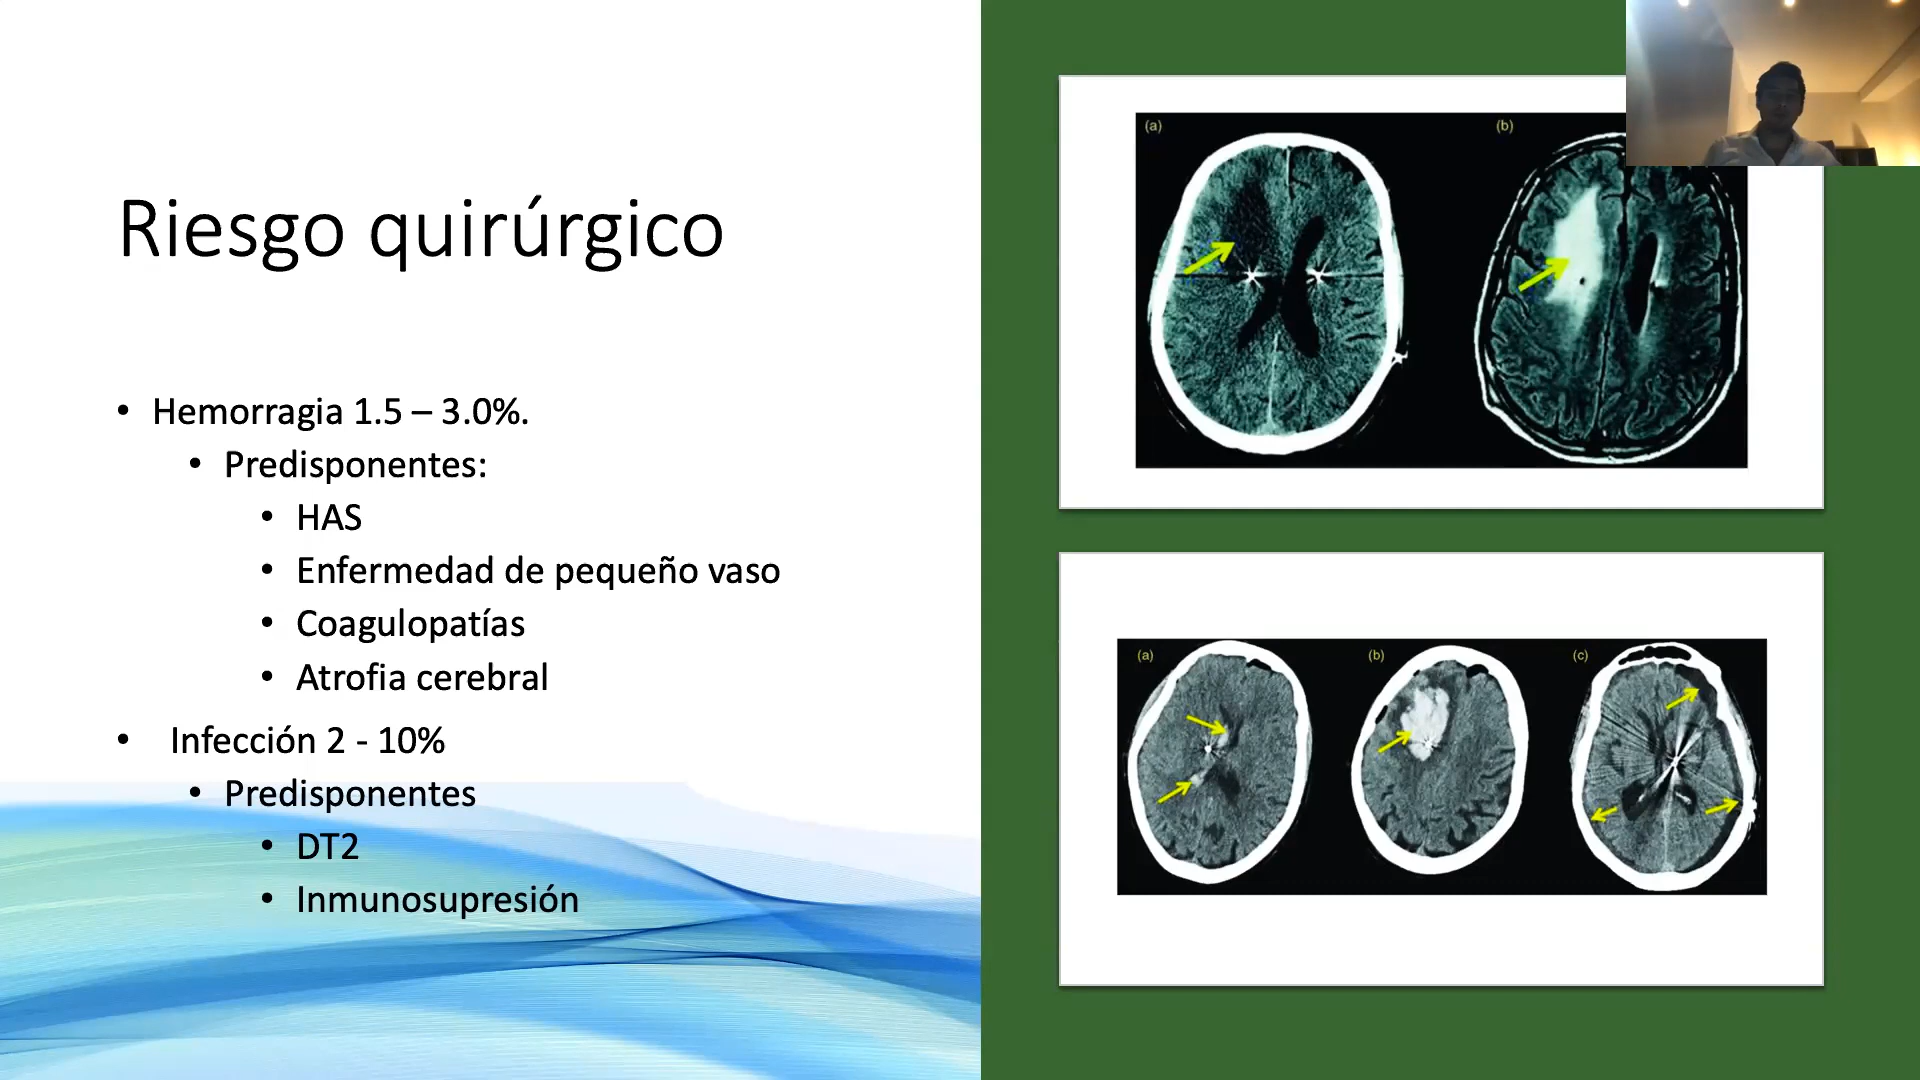 Riesgo quirúrgico
• Hemorragia 1.5 – 3.0%.
• Predisponentes:
• HAS
• Enfermedad de pequeño vaso
• Coagulopatías
• Atrofia cerebral
• Infección 2 - 10%
• Predisponentes
• DT2
• Inmunosupresión
(a) (b)
(a) (b) (c)